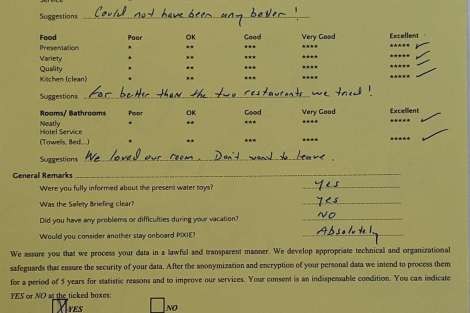 Service
Suggestions Could not have been any better!
Food Poor OK Good Very Good Excellent
Presentation * ** *** **** ***** ✓
Variety * ** *** **** ***** ✓
Quality * ** *** **** ***** ✓
Kitchen (clean) * ** *** **** ***** ✓
Suggestions Far better than the two restaurants we tried!
Rooms/ Bathrooms Poor OK Good Very Good Excellent
Neatly * ** *** **** ***** ✓
Hotel Service
(Towels, Bed...) * ** *** **** ***** ✓
Suggestions We loved our room. Don't want to leave.
General Remarks
Were you fully informed about the present water toys? Yes
Was the Safety Briefing clear? Yes
Did you have any problems or difficulties during your vacation? NO
Would you consider another stay onboard PIXIE? Absolutely
We assure you that we process your data in a lawful and transparent manner. We develop appropriate technical and organizational
safeguards that ensure the security of your data. After the anonymization and encryption of your personal data we intend to process them
for a period of 5 years for statistic reasons and to improve our services. Your consent is an indispensable condition. You can indicate
YES or NO at the ticked boxes:
X YES NO